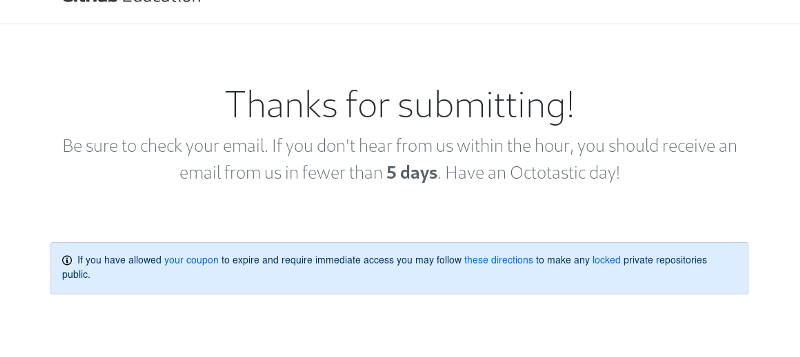 GitHub Education
Thanks for submitting!
Be sure to check your email. If you don't hear from us within the hour, you should receive an
email from us in fewer than 5 days. Have an Octotastic day!
If you have allowed your coupon to expire and require immediate access you may follow these directions to make any locked private repositories
public.